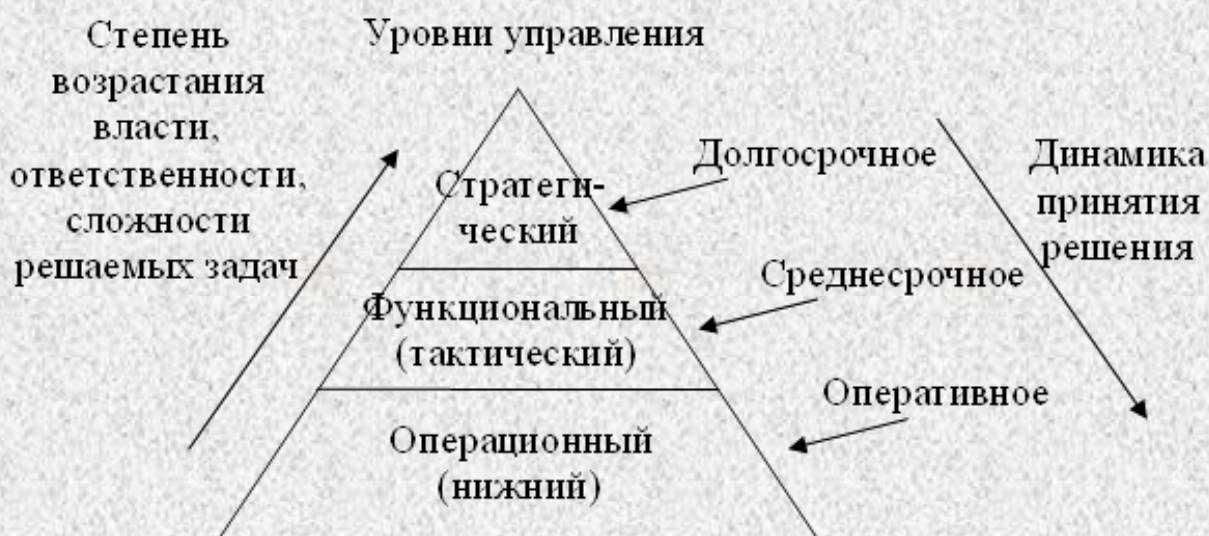 Степень
возрастания
власти,
ответственности,
сложности
решаемых задач
Уровни управления
Стратеги-
ческий
Функциональный
(тактический)
Операционный
(нижний)
Долгосрочное
Среднесрочное
Оперативное
Динамика
принятия
решения